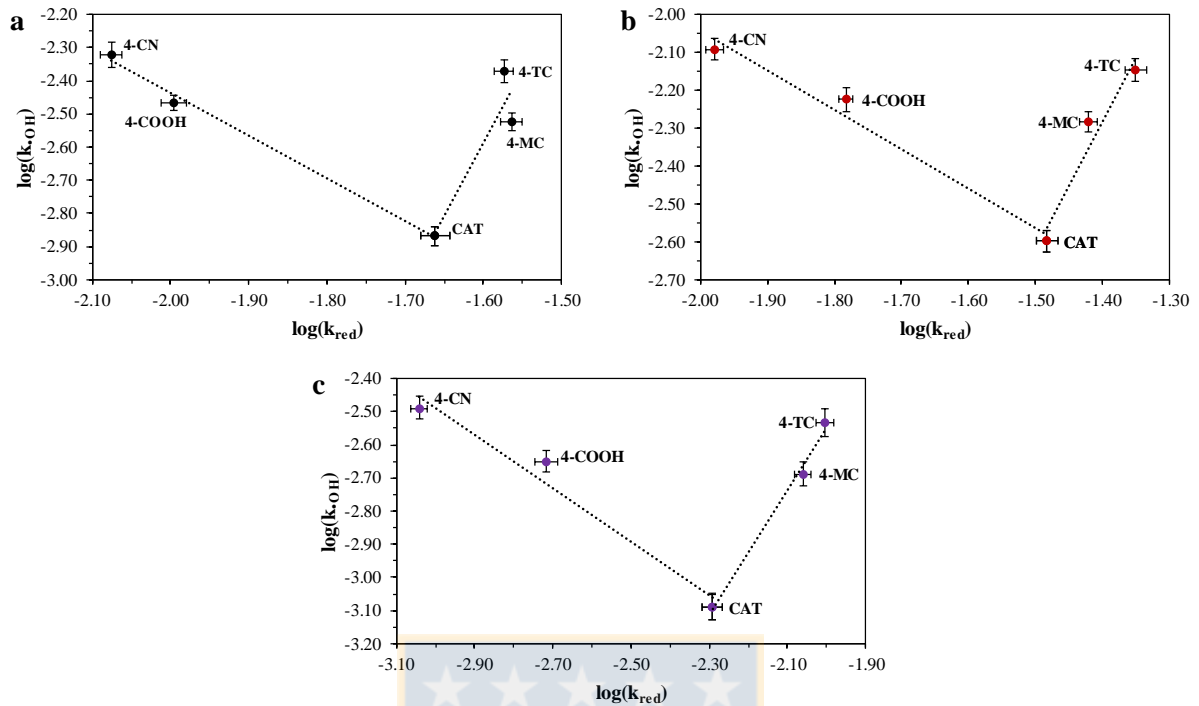 a
-2.20
-2.30
-2.40
-2.50
-2.60
-2.70
-2.80
-2.90
-3.00
log(k•OH)
4-CN
4-COOH
4-TC
4-MC
CAT
-2.10 -2.00 -1.90 -1.80 -1.70 -1.60 -1.50
log(kred)
b
-2.00
-2.10
-2.20
-2.30
-2.40
-2.50
-2.60
-2.70
log(k•OH)
4-CN
4-TC
4-COOH
4-MC
CAT
-2.00 -1.90 -1.80 -1.70 -1.60 -1.50 -1.40 -1.30
log(kred)
c
-2.40
-2.50
-2.60
-2.70
-2.80
-2.90
-3.00
-3.10
-3.20
log(k•OH)
4-CN
4-TC
4-COOH
4-MC
CAT
-3.10 -2.90 -2.70 -2.50 -2.30 -2.10 -1.90
log(kred)